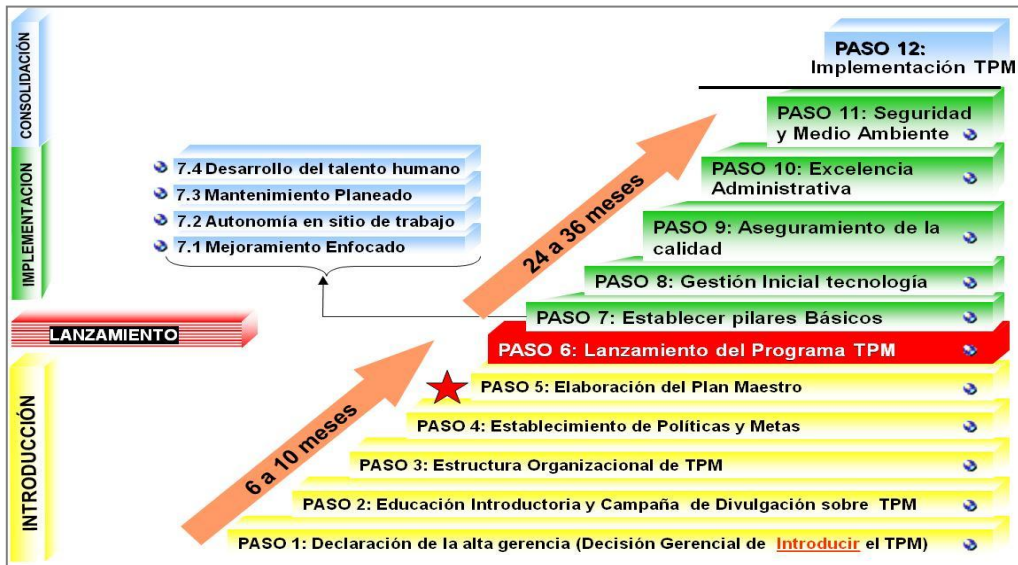 CONSOLIDACIÓN
IMPLEMENTACION
LANZAMIENTO
INTRODUCCIÓN
7.4 Desarrollo del talento humano
7.3 Mantenimiento Planeado
7.2 Autonomía en sitio de trabajo
7.1 Mejoramiento Enfocado
24 a 36 meses
6 a 10 meses
PASO 12:
Implementación TPM
PASO 11: Seguridad
y Medio Ambiente
PASO 10: Excelencia
Administrativa
PASO 9: Aseguramiento de la
calidad
PASO 8: Gestión Inicial tecnología
PASO 7: Establecer pilares Básicos
PASO 6: Lanzamiento del Programa TPM
PASO 5: Elaboración del Plan Maestro
PASO 4: Establecimiento de Políticas y Metas
PASO 3: Estructura Organizacional de TPM
PASO 2: Educación Introductoria y Campaña de Divulgación sobre TPM
PASO 1: Declaración de la alta gerencia (Decisión Gerencial de Introducir el TPM)